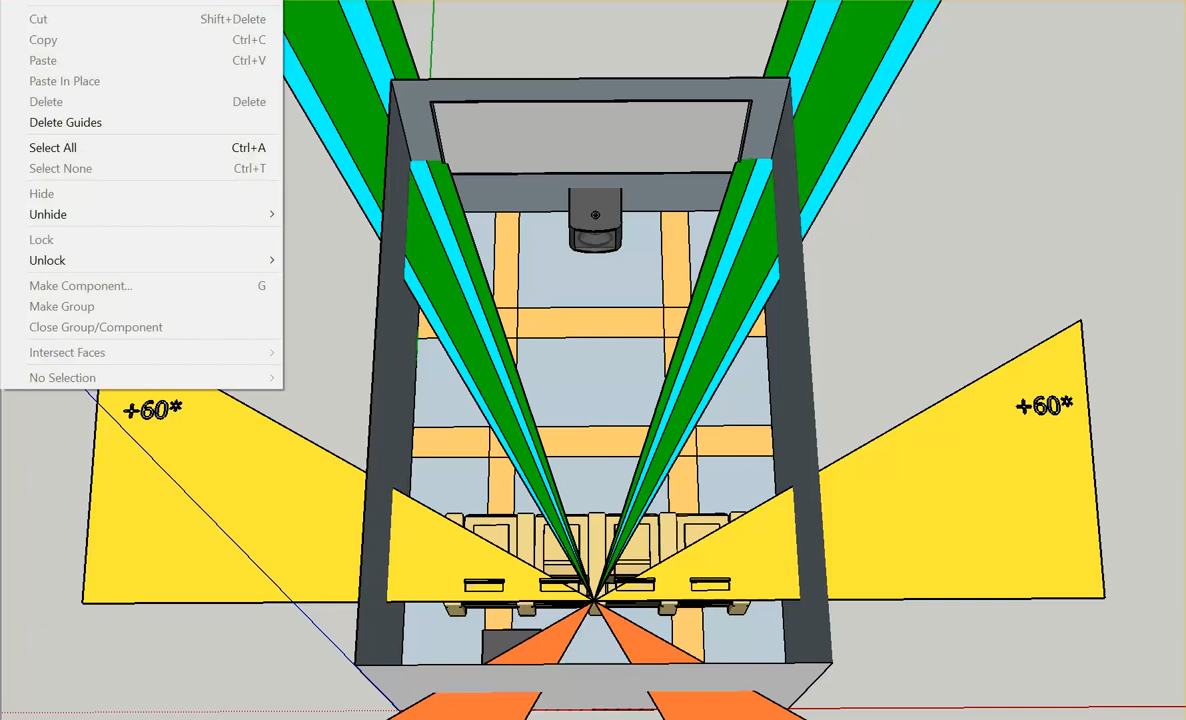 Cut Shift+Delete
Copy Ctrl+C
Paste Ctrl+V
Paste In Place
Delete Delete
Delete Guides
Select All Ctrl+A
Select None Ctrl+T
Hide
Unhide
Lock
Unlock
Make Component... G
Make Group
Close Group/Component
Intersect Faces
No Selection
+60*
+60*